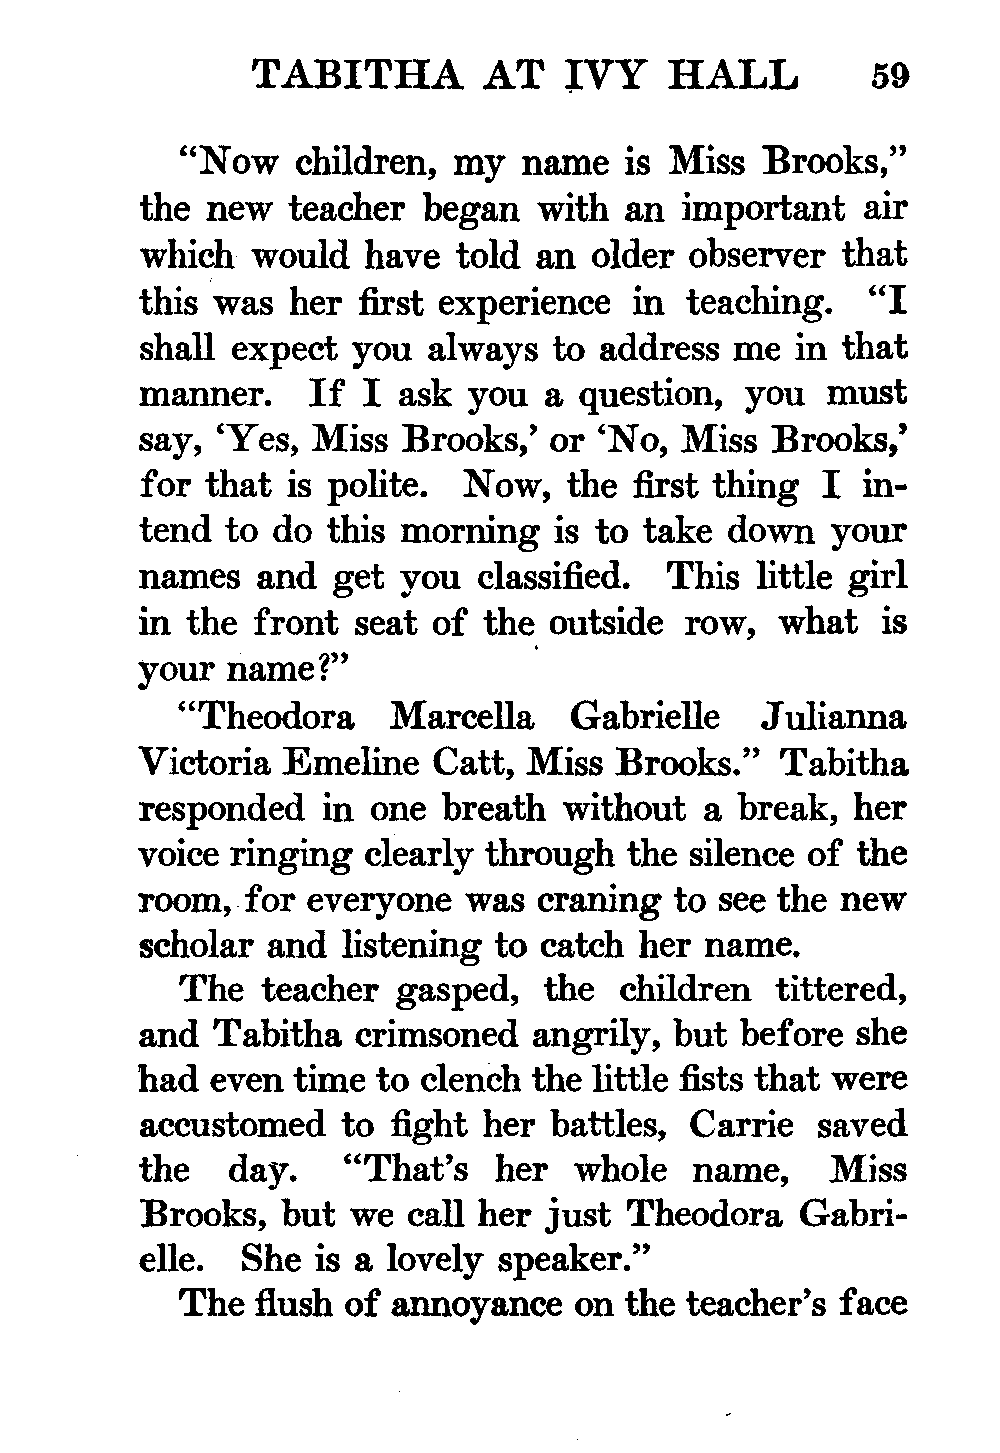 TABITHA AT IVY HALL 59
“Now children, my name is Miss Brooks,”
the new teacher began with an important air
which would have told an older observer that
this was her first experience in teaching. “I
shall expect you always to address me in that
manner. If I ask you a question, you must
say, ‘Yes, Miss Brooks,’ or ‘No, Miss Brooks,’
for that is polite. Now, the first thing I in-
tend to do this morning is to take down your
names and get you classified. This little girl
in the front seat of the outside row, what is
your name?”
“Theodora Marcella Gabrielle Julianna
Victoria Emeline Catt, Miss Brooks.” Tabitha
responded in one breath without a break, her
voice ringing clearly through the silence of the
room, for everyone was craning to see the new
scholar and listening to catch her name.
The teacher gasped, the children tittered,
and Tabitha crimsoned angrily, but before she
had even time to clench the little fists that were
accustomed to fight her battles, Carrie saved
the day. “That’s her whole name, Miss
Brooks, but we call her just Theodora Gabri-
elle. She is a lovely speaker.”
The flush of annoyance on the teacher’s face